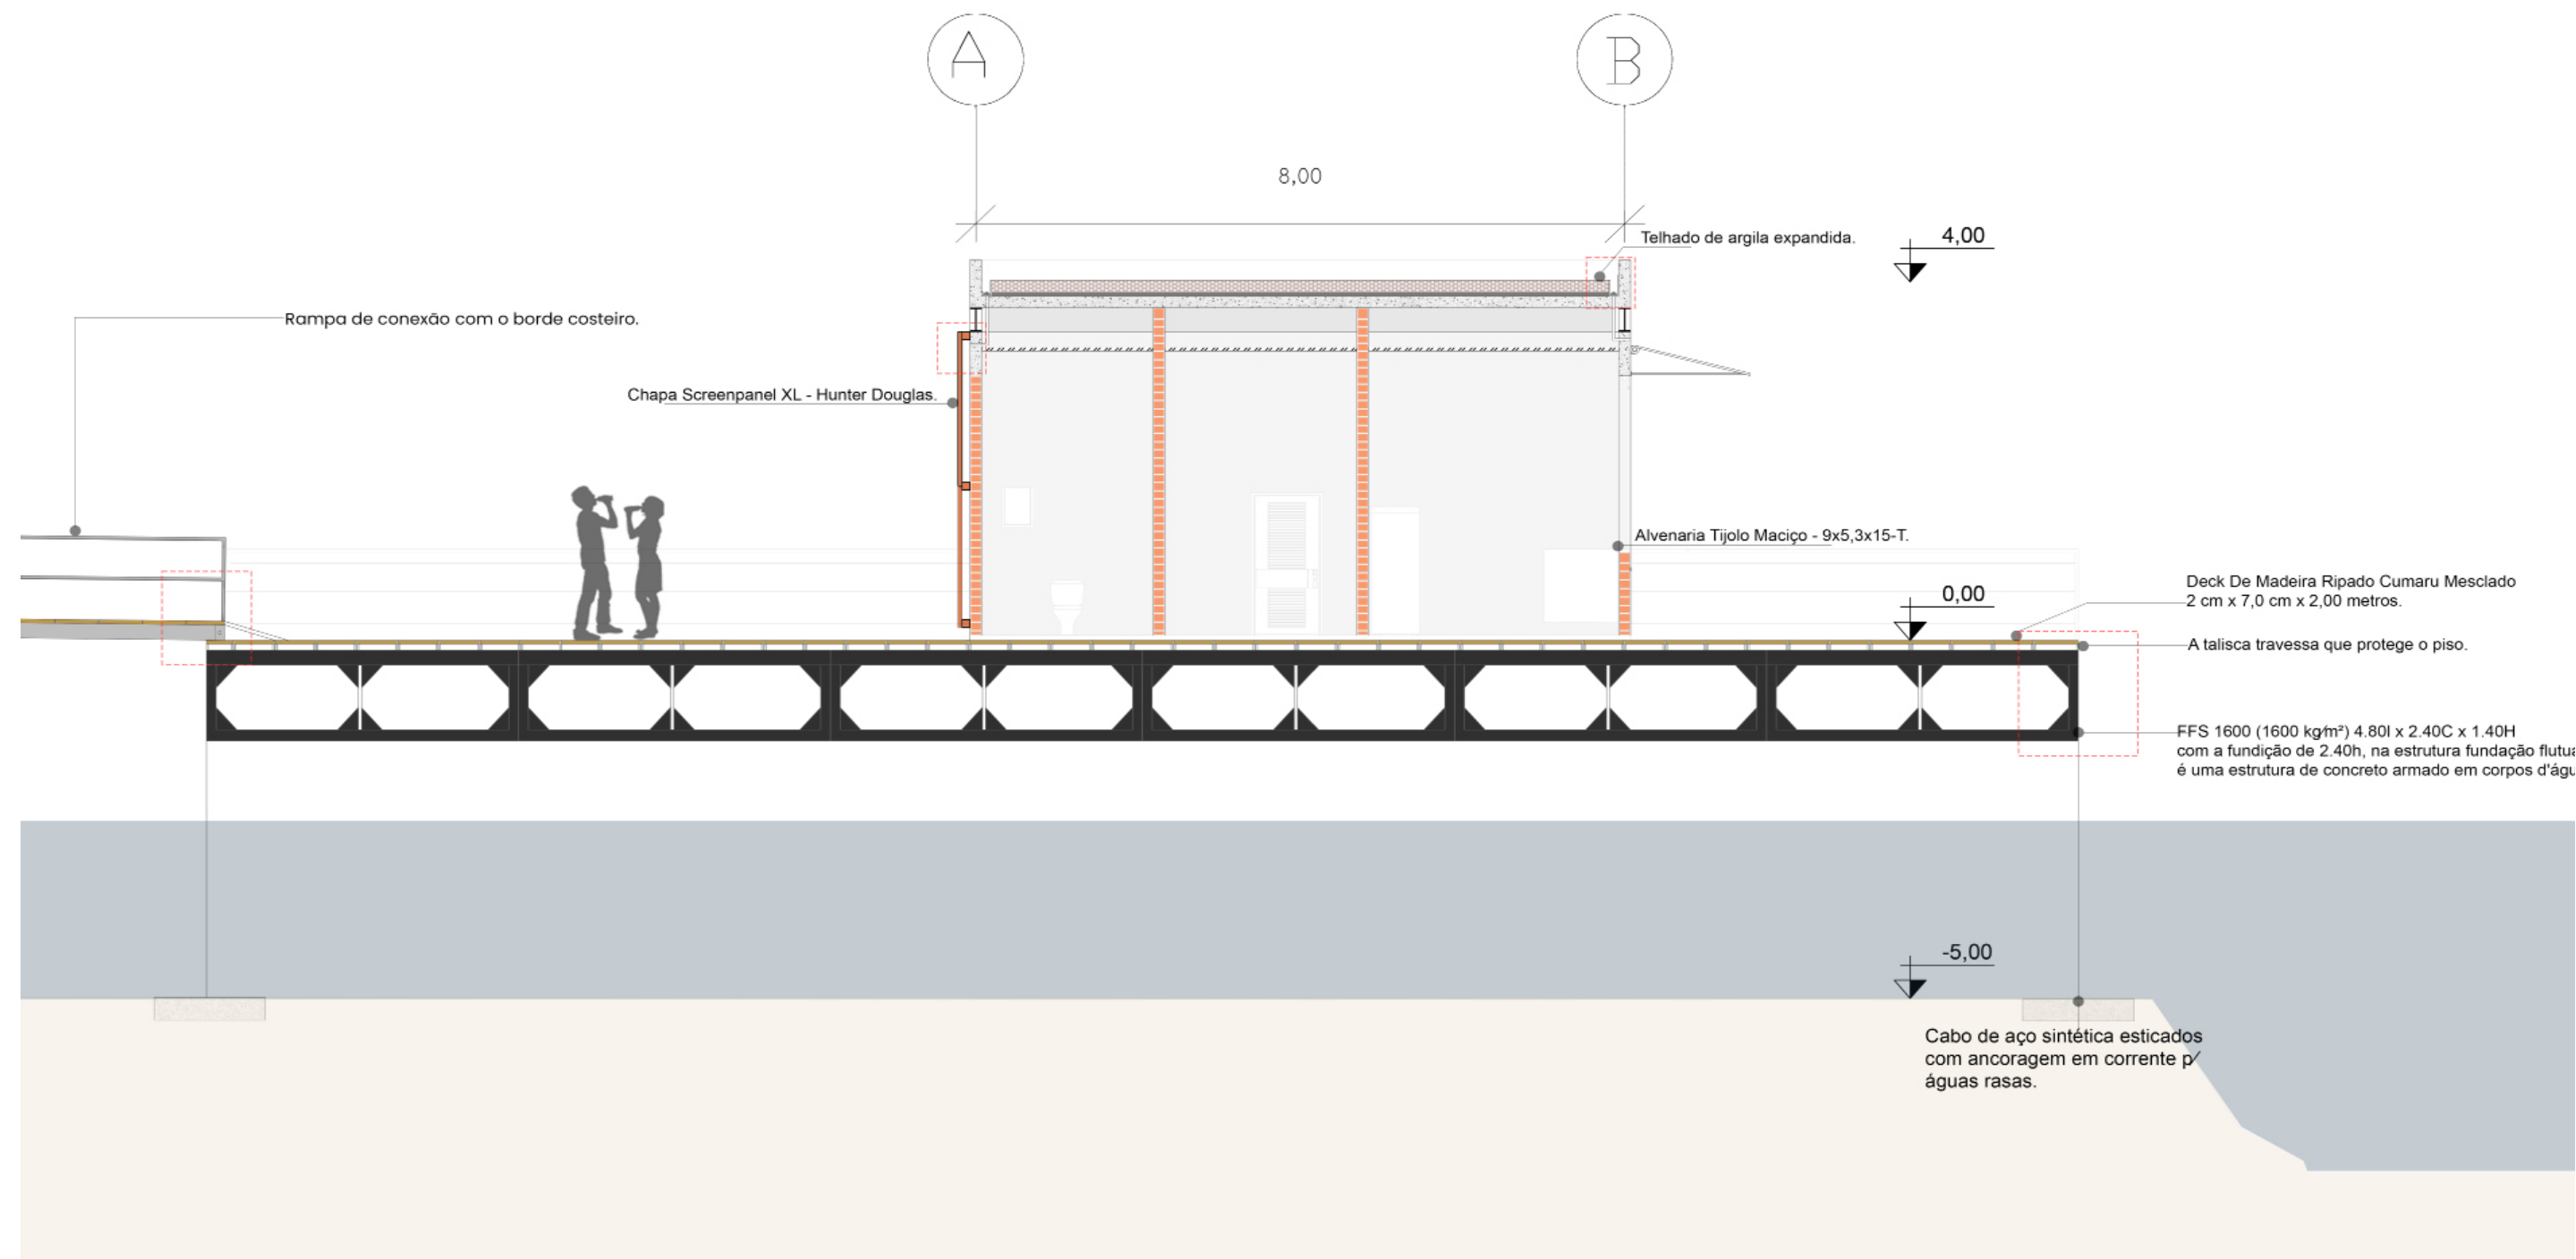 A
B
8,00
Telhado de argila expandida.
4,00
Rampa de conexão com o borde costeiro.
Chapa Screenpanel XL - Hunter Douglas.
Alvenaria Tijolo Maciço - 9x5,3x15-T.
0,00
Deck De Madeira Ripado Cumaru Mesclado
2 cm x 7,0 cm x 2,00 metros.
A talisca travessa que protege o piso.
FFS 1600 (1600 kg/m²) 4.80l x 2.40C x 1.40H
com a fundição de 2.40h, na estrutura fundação
é uma estrutura de concreto armado em corpos
-5,00
Cabo de aço sintética esticados
com ancoragem em corrente p/
águas rasas.